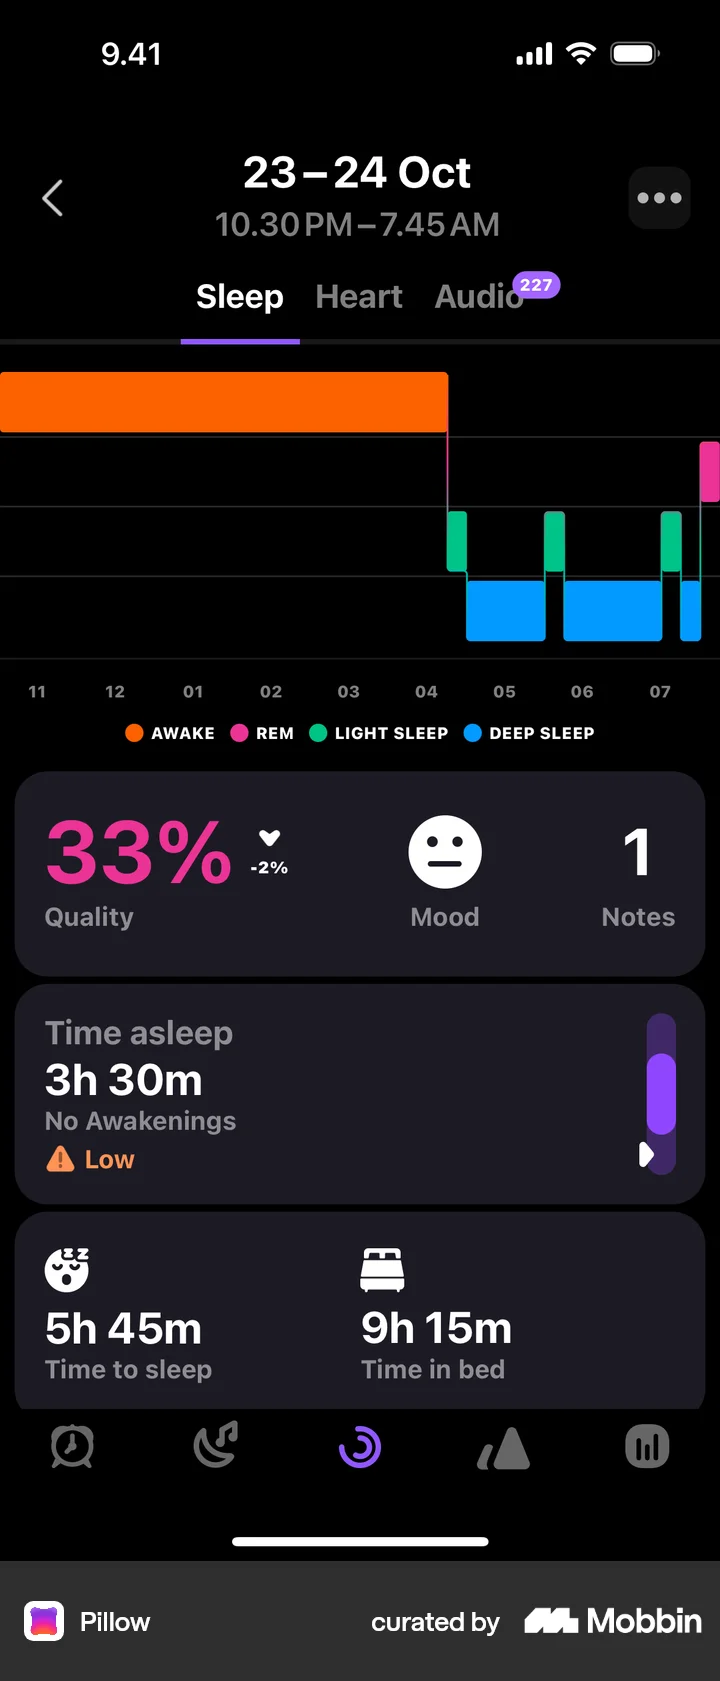 9.41
23–24 Oct
10.30 PM–7.45 AM
Sleep Heart Audio 227
11 12 01 02 03 04 05 06 07
AWAKE REM LIGHT SLEEP DEEP SLEEP
33% -2% 1
Quality Mood Notes
Time asleep
3h 30m
No Awakenings
Low
zzz
5h 45m 9h 15m
Time to sleep Time in bed
Pillow curated by Mobbin